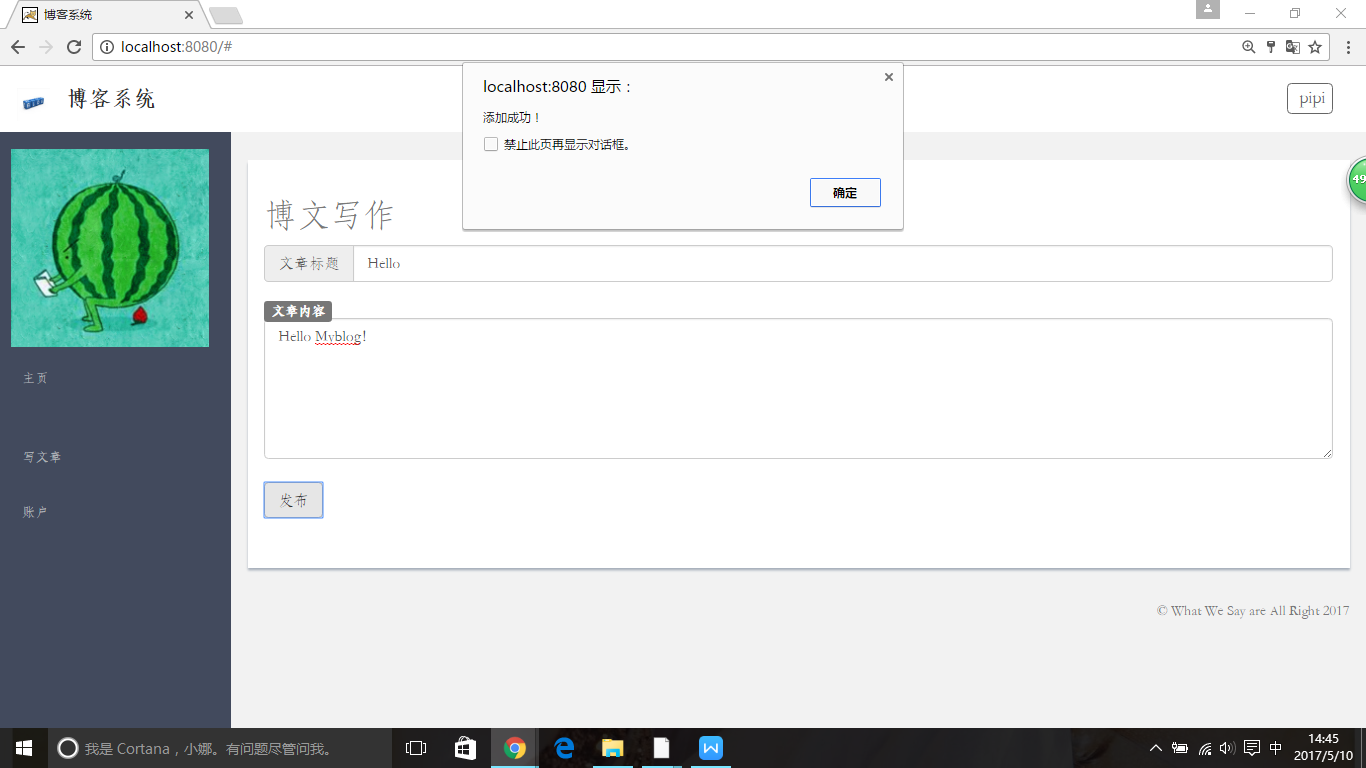 博客系统
localhost:8080/#
博客系统
pipi
localhost:8080 显示：
添加成功！
禁止此页再显示对话框。
确定
49
主页
写文章
账户
博文写作
文章标题 Hello
文章内容
Hello Myblog!
发布
© What We Say are All Right 2017
我是 Cortana，小娜。有问题尽管问我。
W
中
14:45
2017/5/10